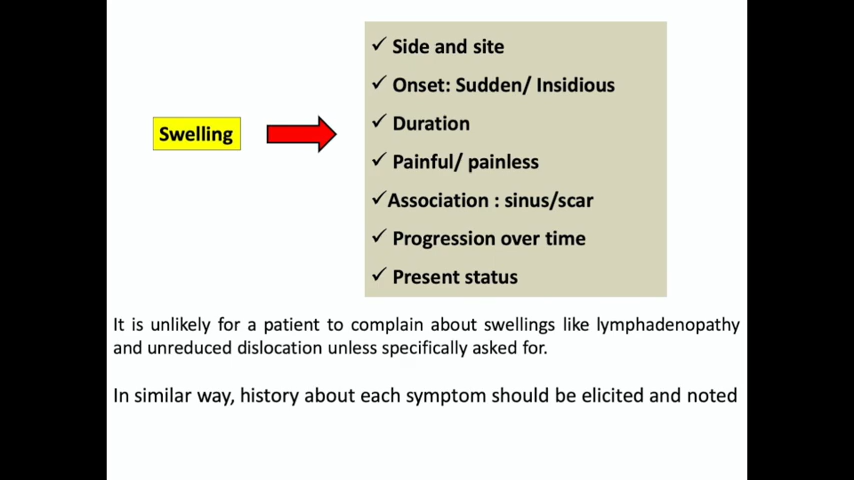 Swelling
✓ Side and site
✓ Onset: Sudden/ Insidious
✓ Duration
✓ Painful/ painless
✓Association : sinus/scar
✓ Progression over time
✓ Present status
It is unlikely for a patient to complain about swellings like lymphadenopathy
and unreduced dislocation unless specifically asked for.
In similar way, history about each symptom should be elicited and noted